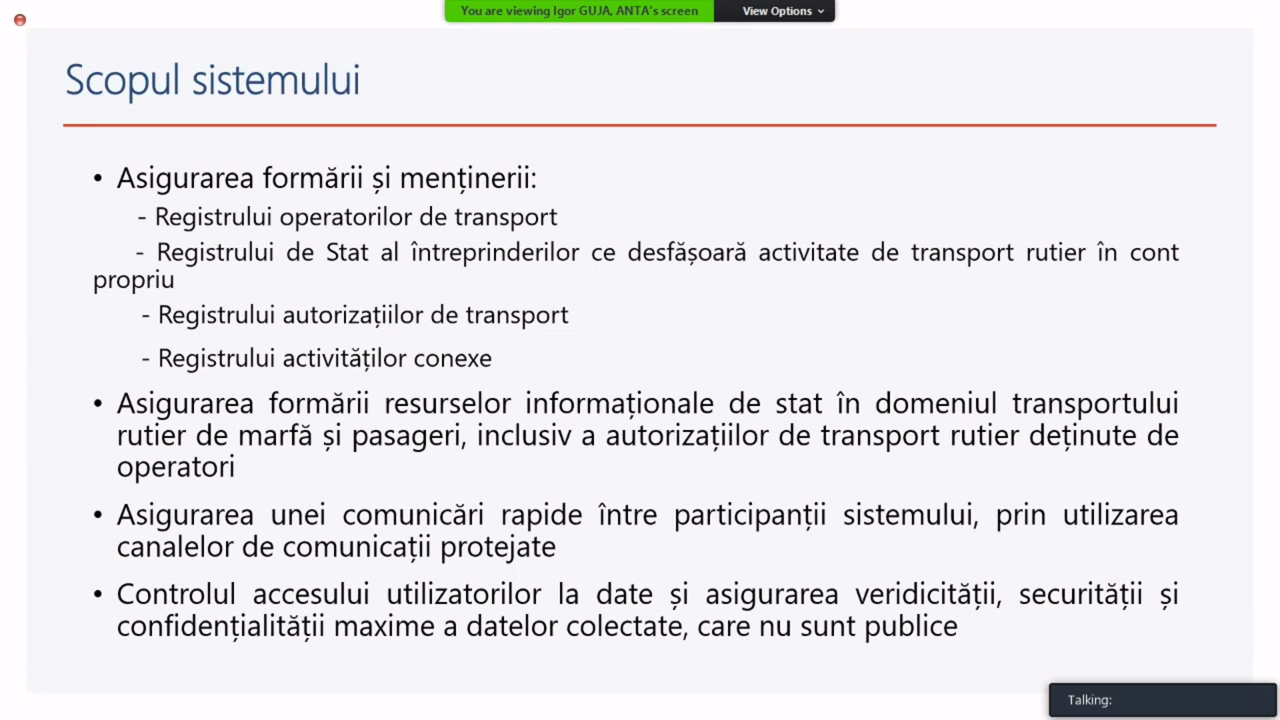 You are viewing Igor GUJA, ANTA's screen
View Options
Scopul sistemului
• Asigurarea formării și menținerii:
- Registrului operatorilor de transport
- Registrului de Stat al întreprinderilor ce desfășoară activitate de transport rutier în cont
propriu
- Registrului autorizațiilor de transport
- Registrului activităților conexe
• Asigurarea formării resurselor informaționale de stat în domeniul transportului
rutier de marfă și pasageri, inclusiv a autorizațiilor de transport rutier deținute de
operatori
• Asigurarea unei comunicări rapide între participanții sistemului, prin utilizarea
canalelor de comunicații protejate
• Controlul accesului utilizatorilor la date și asigurarea veridicității, securității și
confidențialității maxime a datelor colectate, care nu sunt publice
Talking: